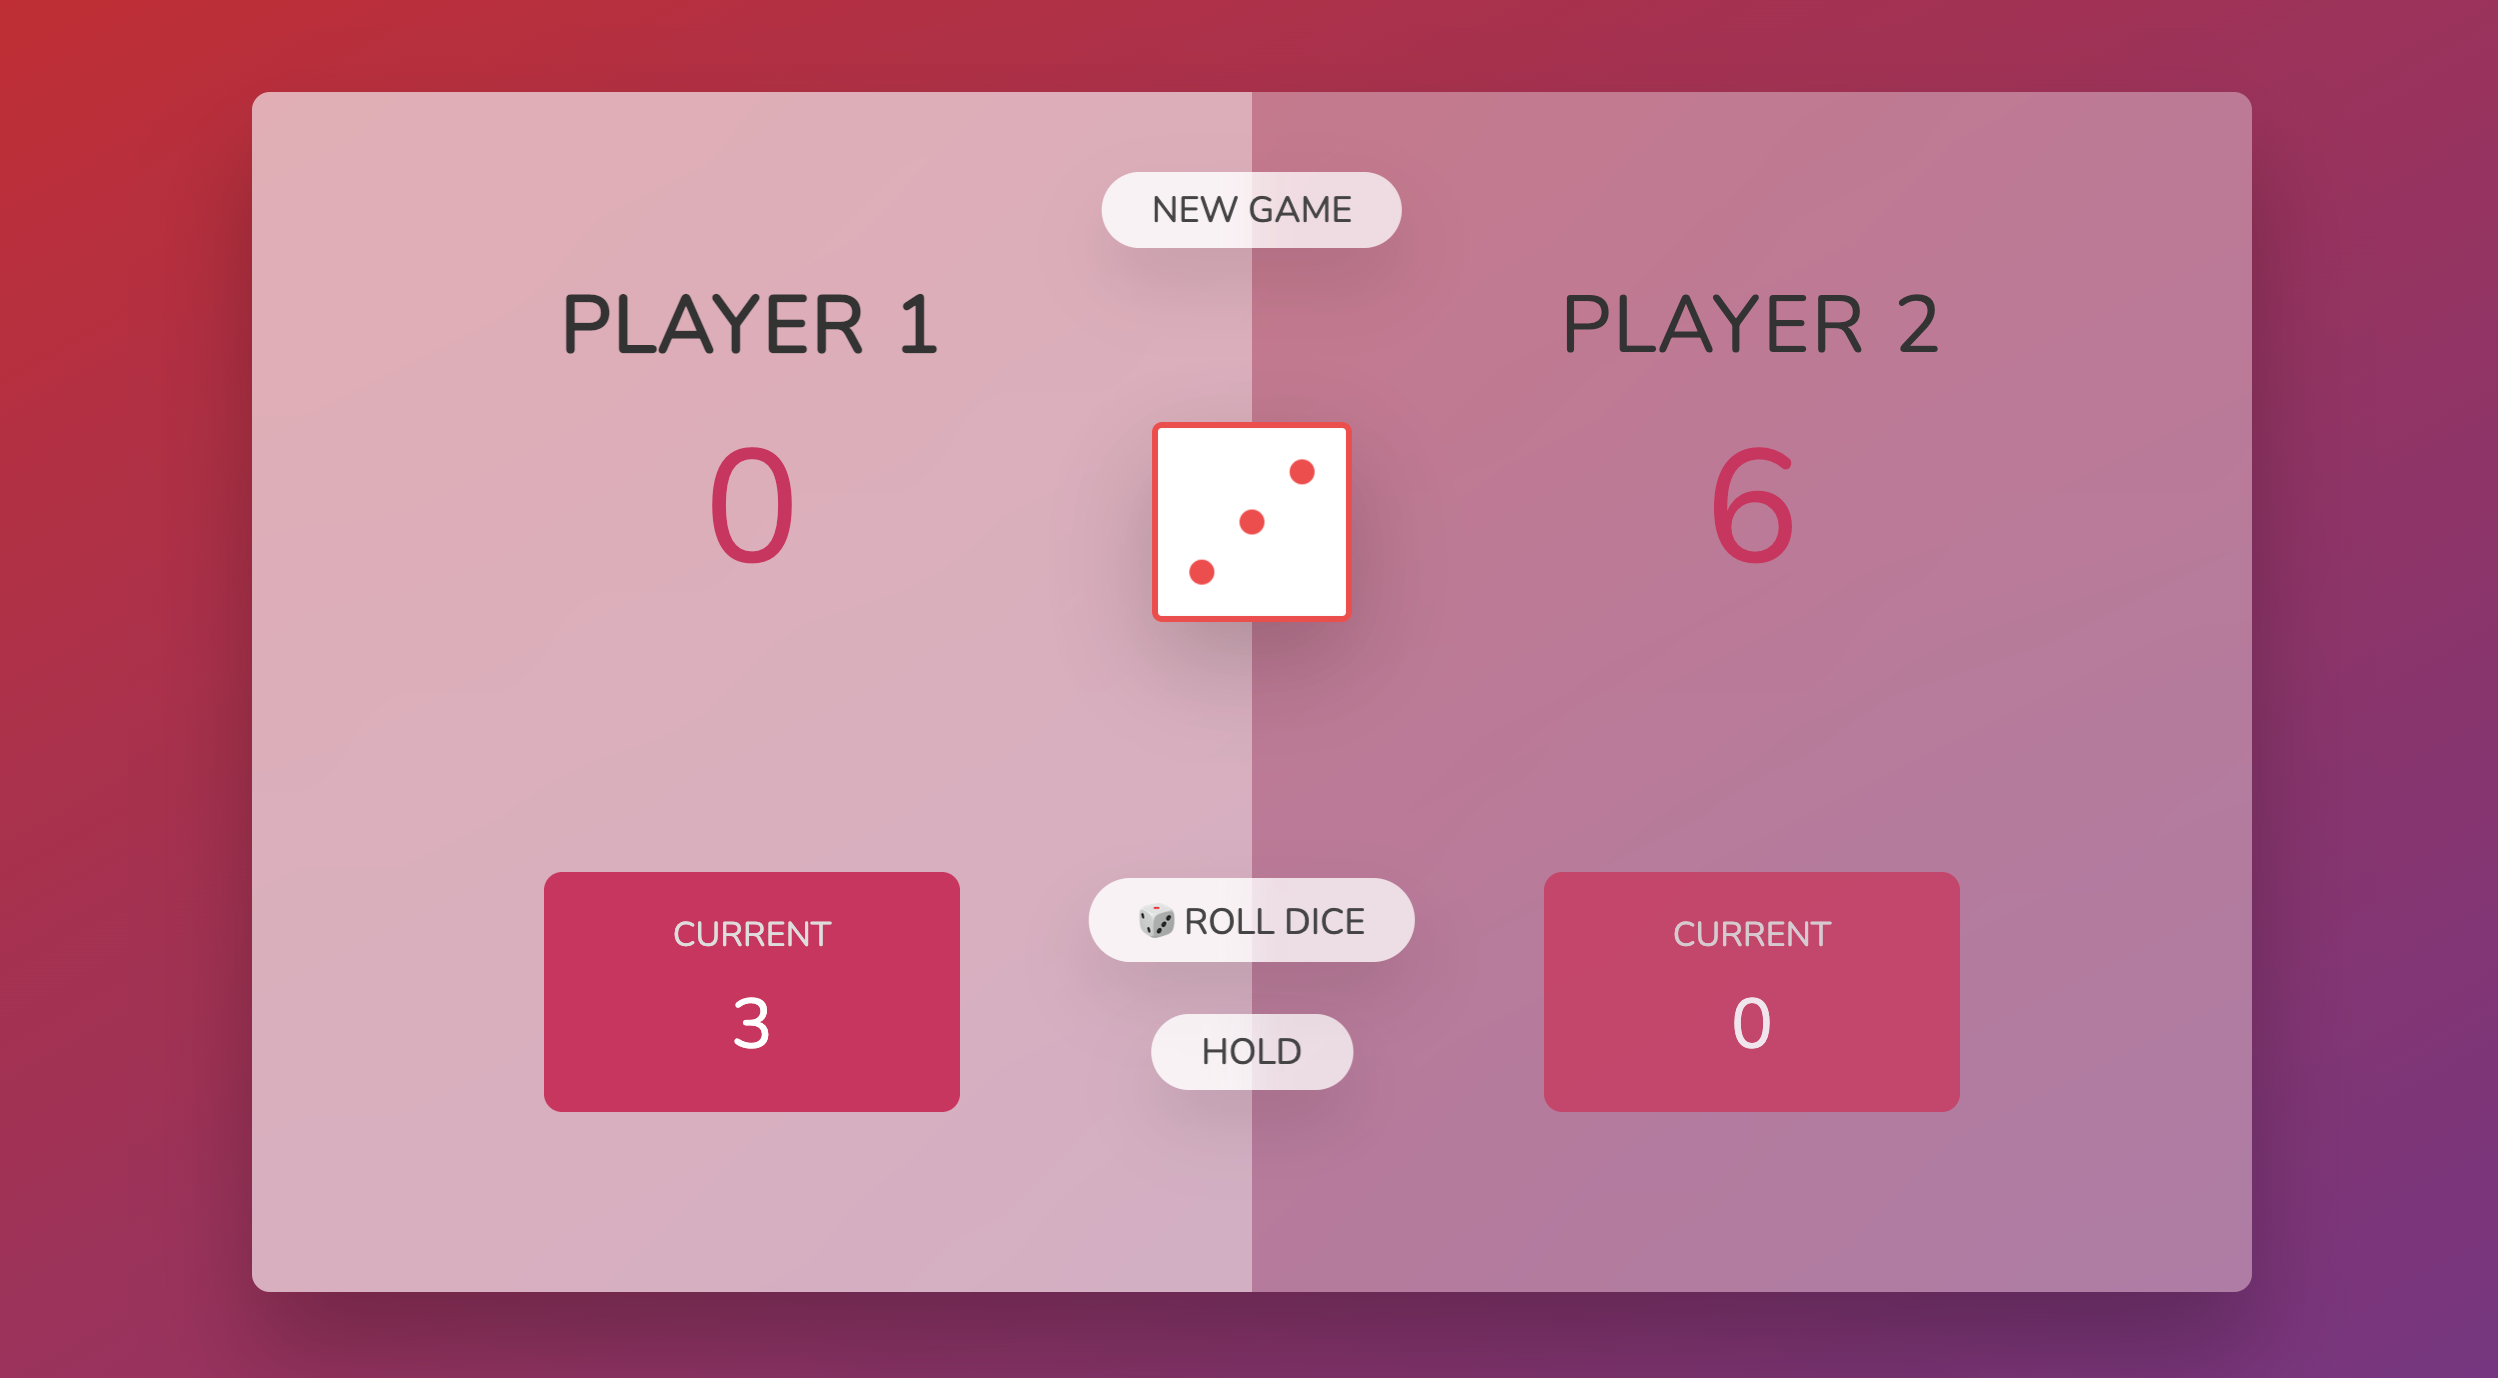 NEW GAME
PLAYER 1
0
PLAYER 2
6
CURRENT
3
🎲 ROLL DICE
HOLD
CURRENT
0